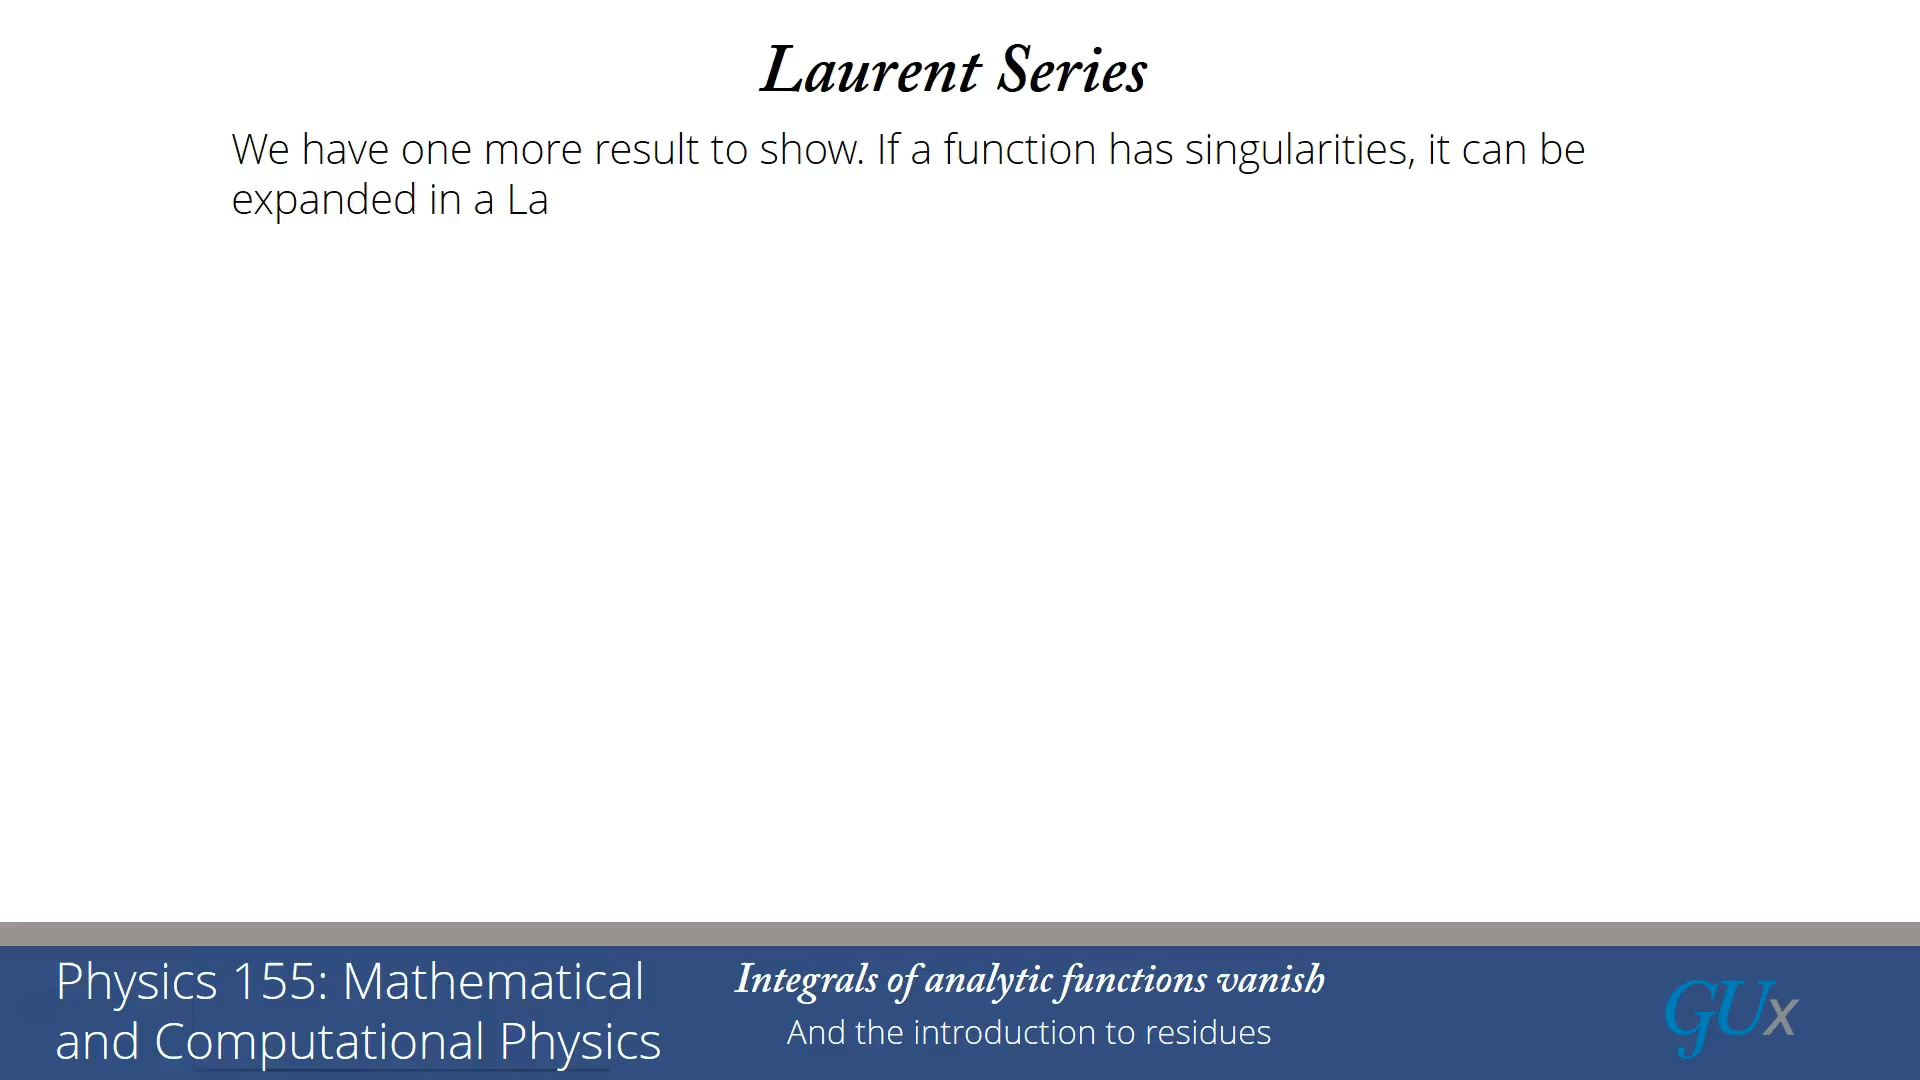 Laurent Series
We have one more result to show. If a function has singularities, it can be
expanded in a La
Physics 155: Mathematical
and Computational Physics
Integrals of analytic functions vanish
And the introduction to residues
GUx